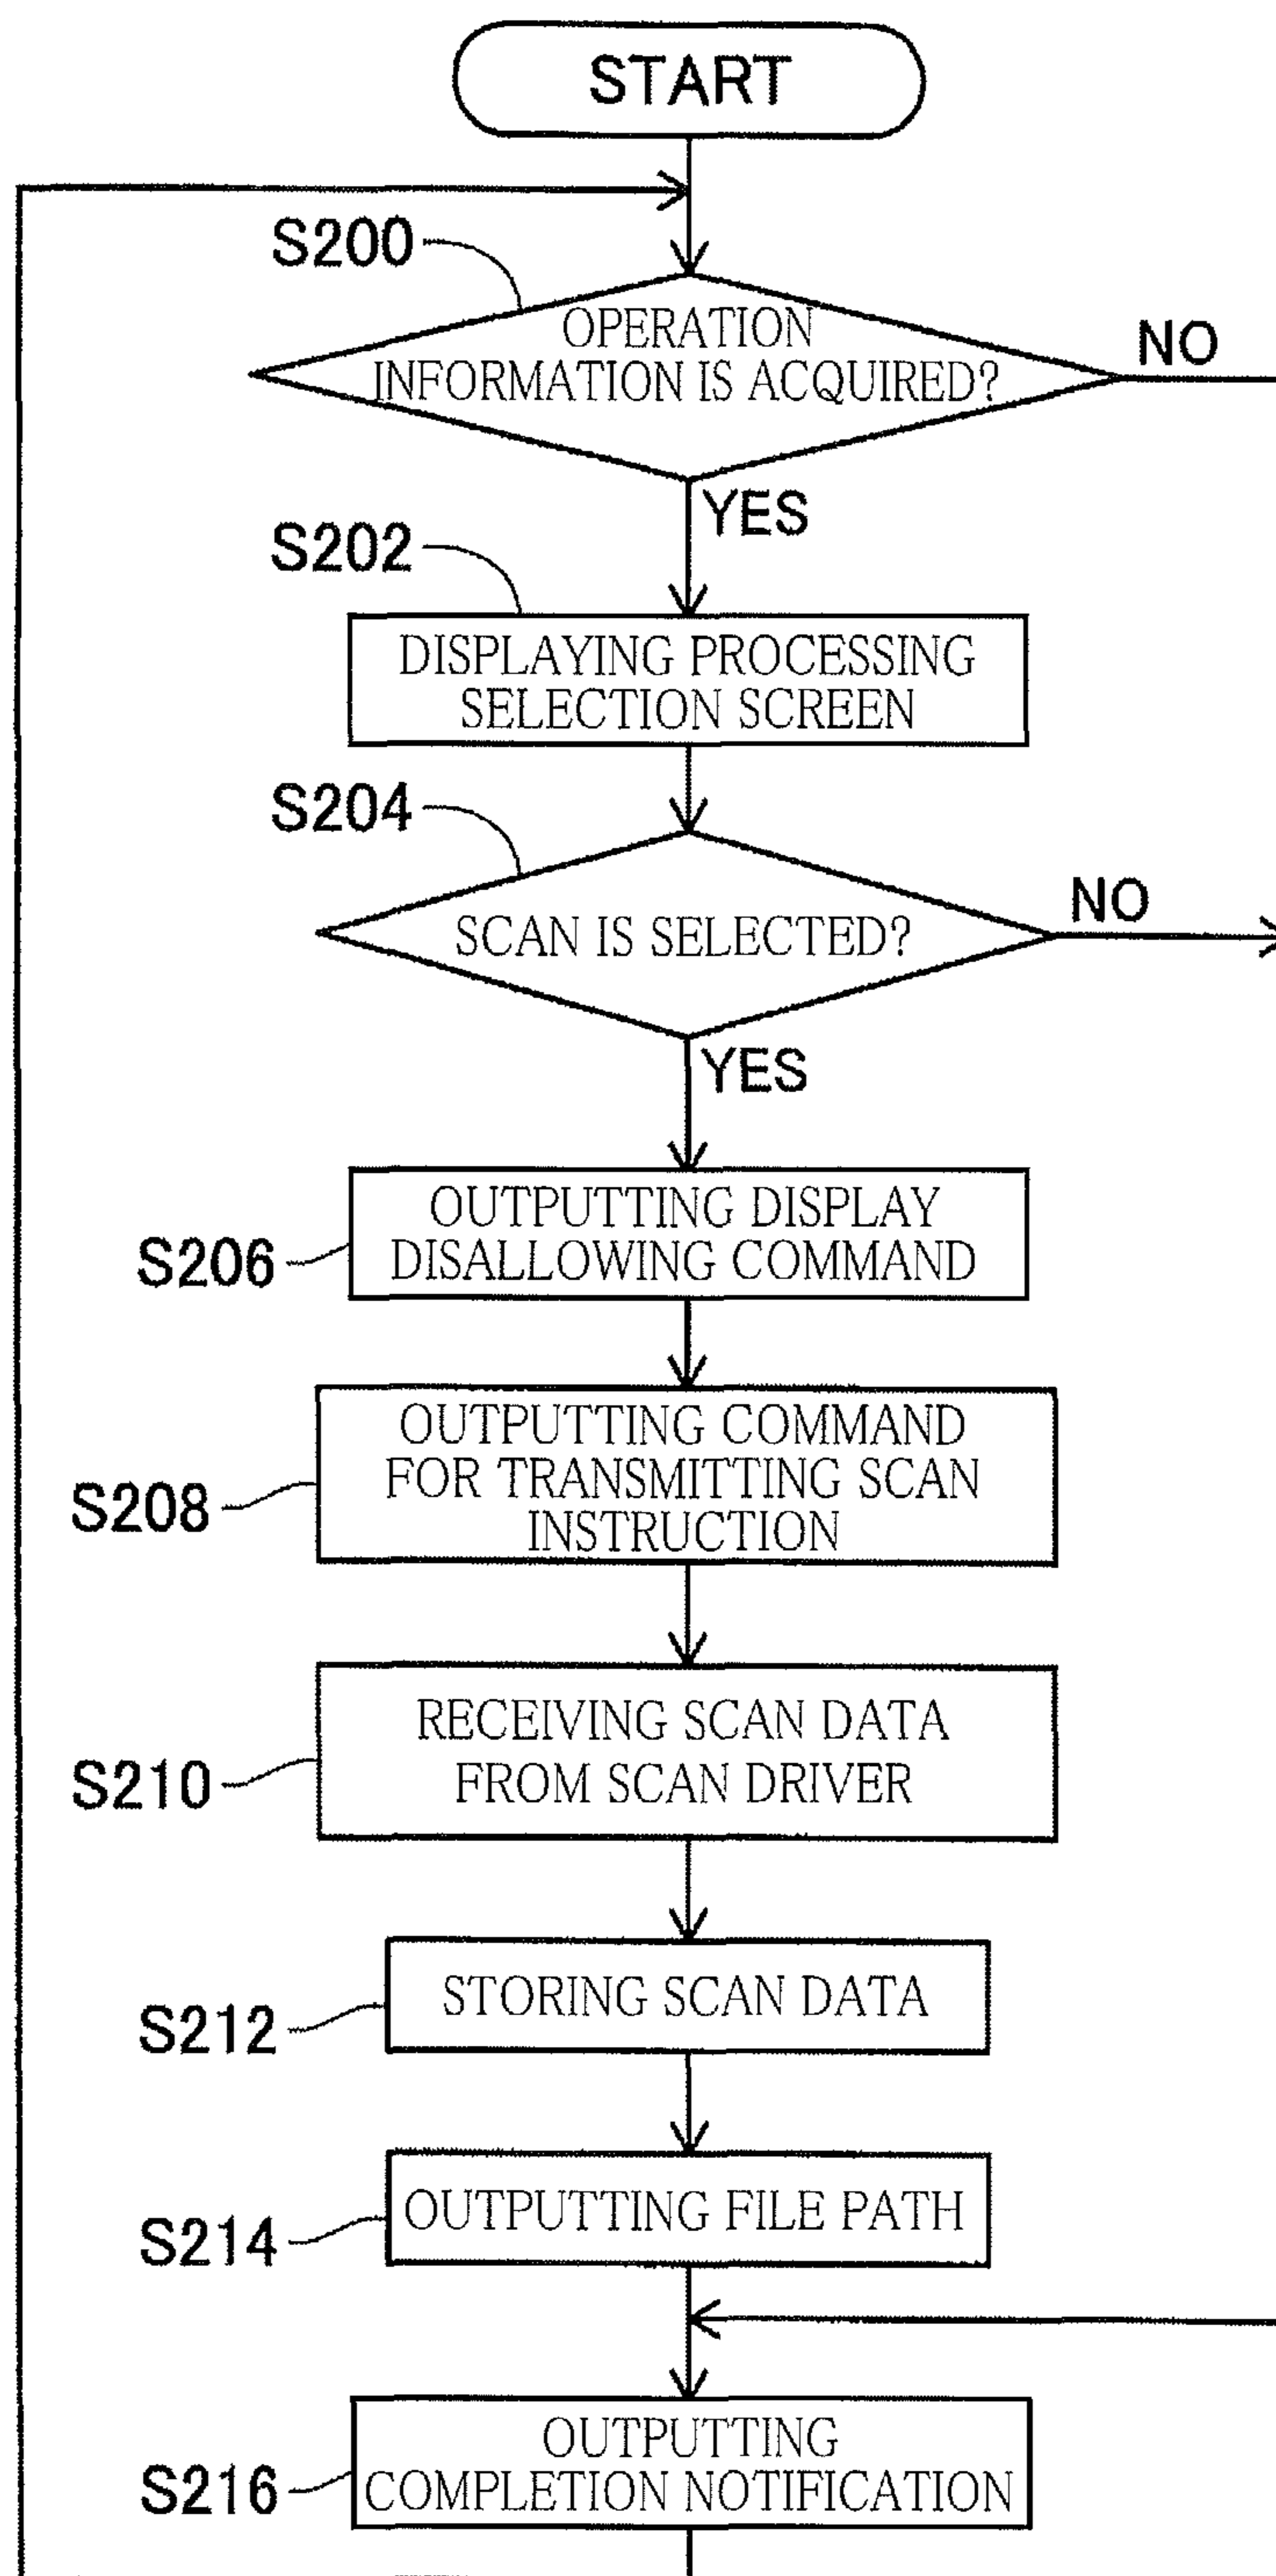 START
S200
OPERATION
INFORMATION IS ACQUIRED?
NO
YES
S202
DISPLAYING PROCESSING
SELECTION SCREEN
S204
SCAN IS SELECTED?
NO
YES
S206
OUTPUTTING DISPLAY
DISALLOWING COMMAND
S208
OUTPUTTING COMMAND
FOR TRANSMITTING SCAN
INSTRUCTION
S210
RECEIVING SCAN DATA
FROM SCAN DRIVER
S212
STORING SCAN DATA
S214
OUTPUTTING FILE PATH
S216
OUTPUTTING
COMPLETION NOTIFICATION